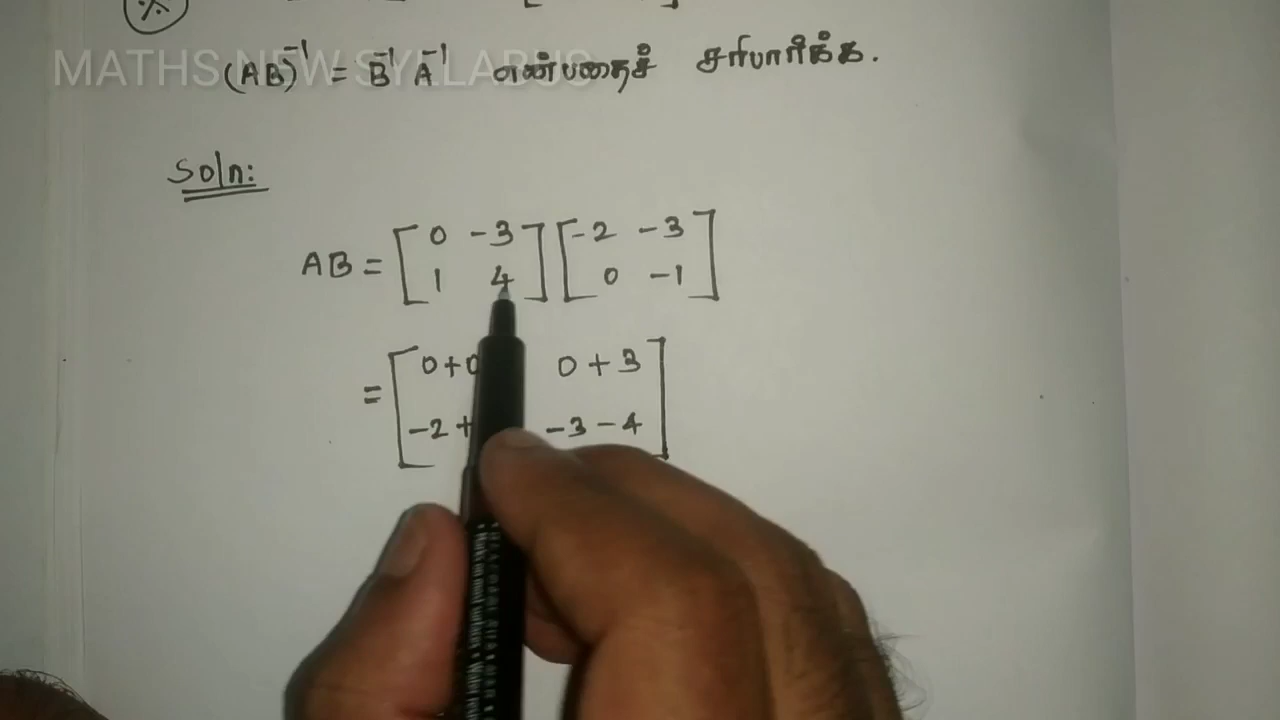 MATHS NEW SYLLABUS
(AB)⁻¹ = B⁻¹ A⁻¹ என்பதைச் சரிபார்க்க.
Soln:
AB = [ 0 -3 ] [ -2 -3 ]
[ 1 4 ] [ 0 -1 ]
= [ 0+0 0+3 ]
[ -2+ -3-4 ]